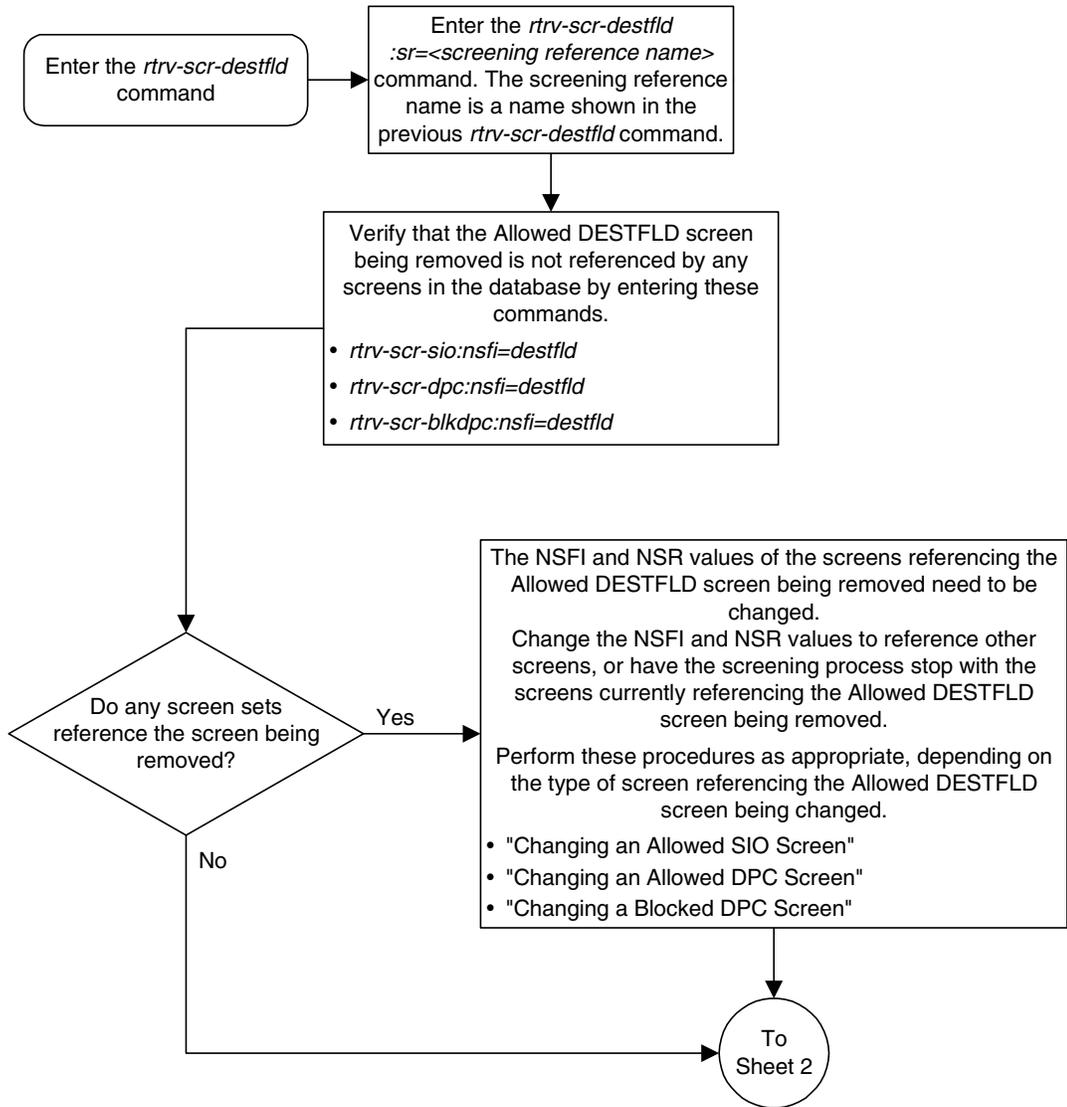 Enter the rtrv-scr-destfld
command
Enter the rtrv-scr-destfld
:sr=<screening reference name>
command. The screening reference
name is a name shown in the
previous rtrv-scr-destfld command.
Verify that the Allowed DESTFLD screen
being removed is not referenced by any
screens in the database by entering these
commands.
• rtrv-scr-sio:nsfi=destfld
• rtrv-scr-dpc:nsfi=destfld
• rtrv-scr-blkdpc:nsfi=destfld
Do any screen sets
reference the screen being
removed?
Yes
No
The NSFI and NSR values of the screens referencing the
Allowed DESTFLD screen being removed need to be
changed.
Change the NSFI and NSR values to reference other
screens, or have the screening process stop with the
screens currently referencing the Allowed DESTFLD
screen being removed.
Perform these procedures as appropriate, depending on
the type of screen referencing the Allowed DESTFLD
screen being changed.
• "Changing an Allowed SIO Screen"
• "Changing an Allowed DPC Screen"
• "Changing a Blocked DPC Screen"
To
Sheet 2